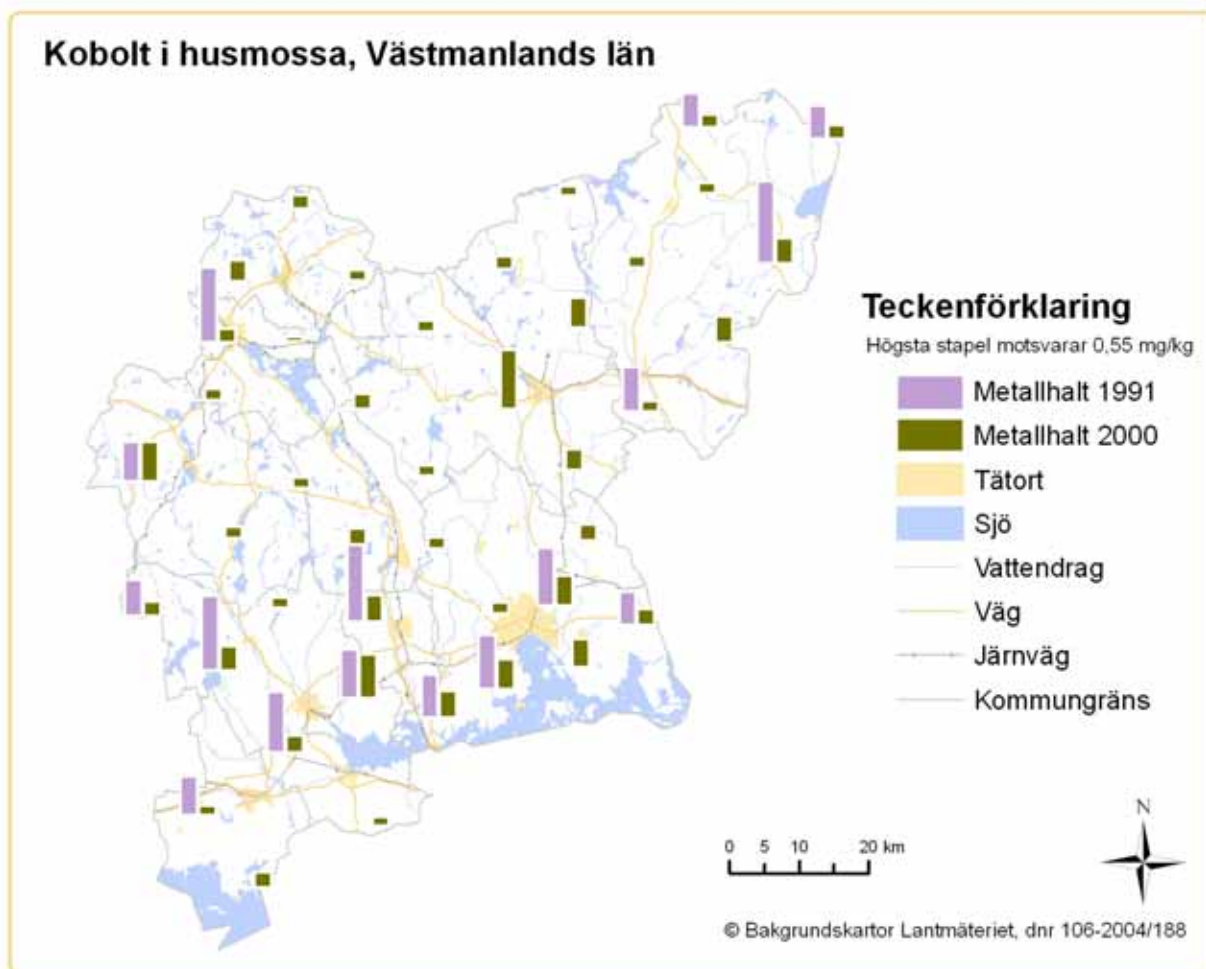 Kobolt i husmossa, Västmanlands län
Teckenförklaring
Högsta stapel motsvarar 0,55 mg/kg
Metallhalt 1991
Metallhalt 2000
Tätort
Sjö
Vattendrag
Väg
Järnväg
Kommungräns
N
0 5 10 20 km
© Bakgrundskartor Lantmäteriet, dnr 106-2004/188